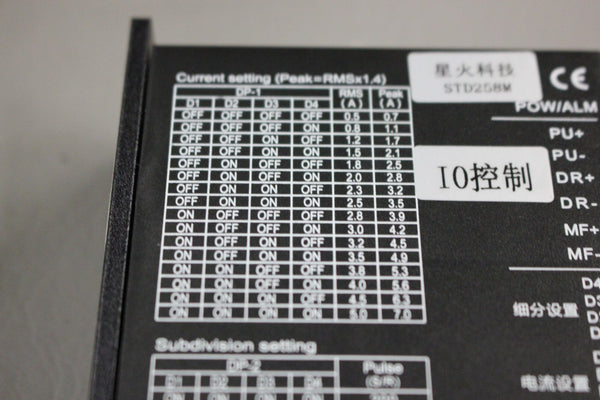 Current setting (Peak=RMSx1.4)
DP-1 RMS (A) Peak (A)
D1 D2 D3 D4
OFF OFF OFF OFF 0.5 0.7
OFF OFF OFF ON 0.8 1.1
OFF OFF ON OFF 1.2 1.7
OFF OFF ON ON 1.5 2.1
OFF ON OFF OFF 1.8 2.5
OFF ON OFF ON 2.0 2.8
OFF ON ON OFF 2.3 3.2
OFF ON ON ON 2.5 3.5
ON OFF OFF OFF 2.8 3.9
ON OFF OFF ON 3.0 4.2
ON OFF ON OFF 3.2 4.5
ON OFF ON ON 3.5 4.9
ON ON OFF OFF 3.8 5.3
ON ON OFF ON 4.0 5.6
ON ON ON OFF 4.5 6.3
ON ON ON ON 5.0 7.0
Subdivision setting
DP-2 Pulse
D1 D2 D3 D4 (S/R)
星火科技
STD258M
CE
POW/ALM
PU+
PU-
IO控制
DR+
DR-
MF+
MF-
D4
D3
细分设置
电流设置